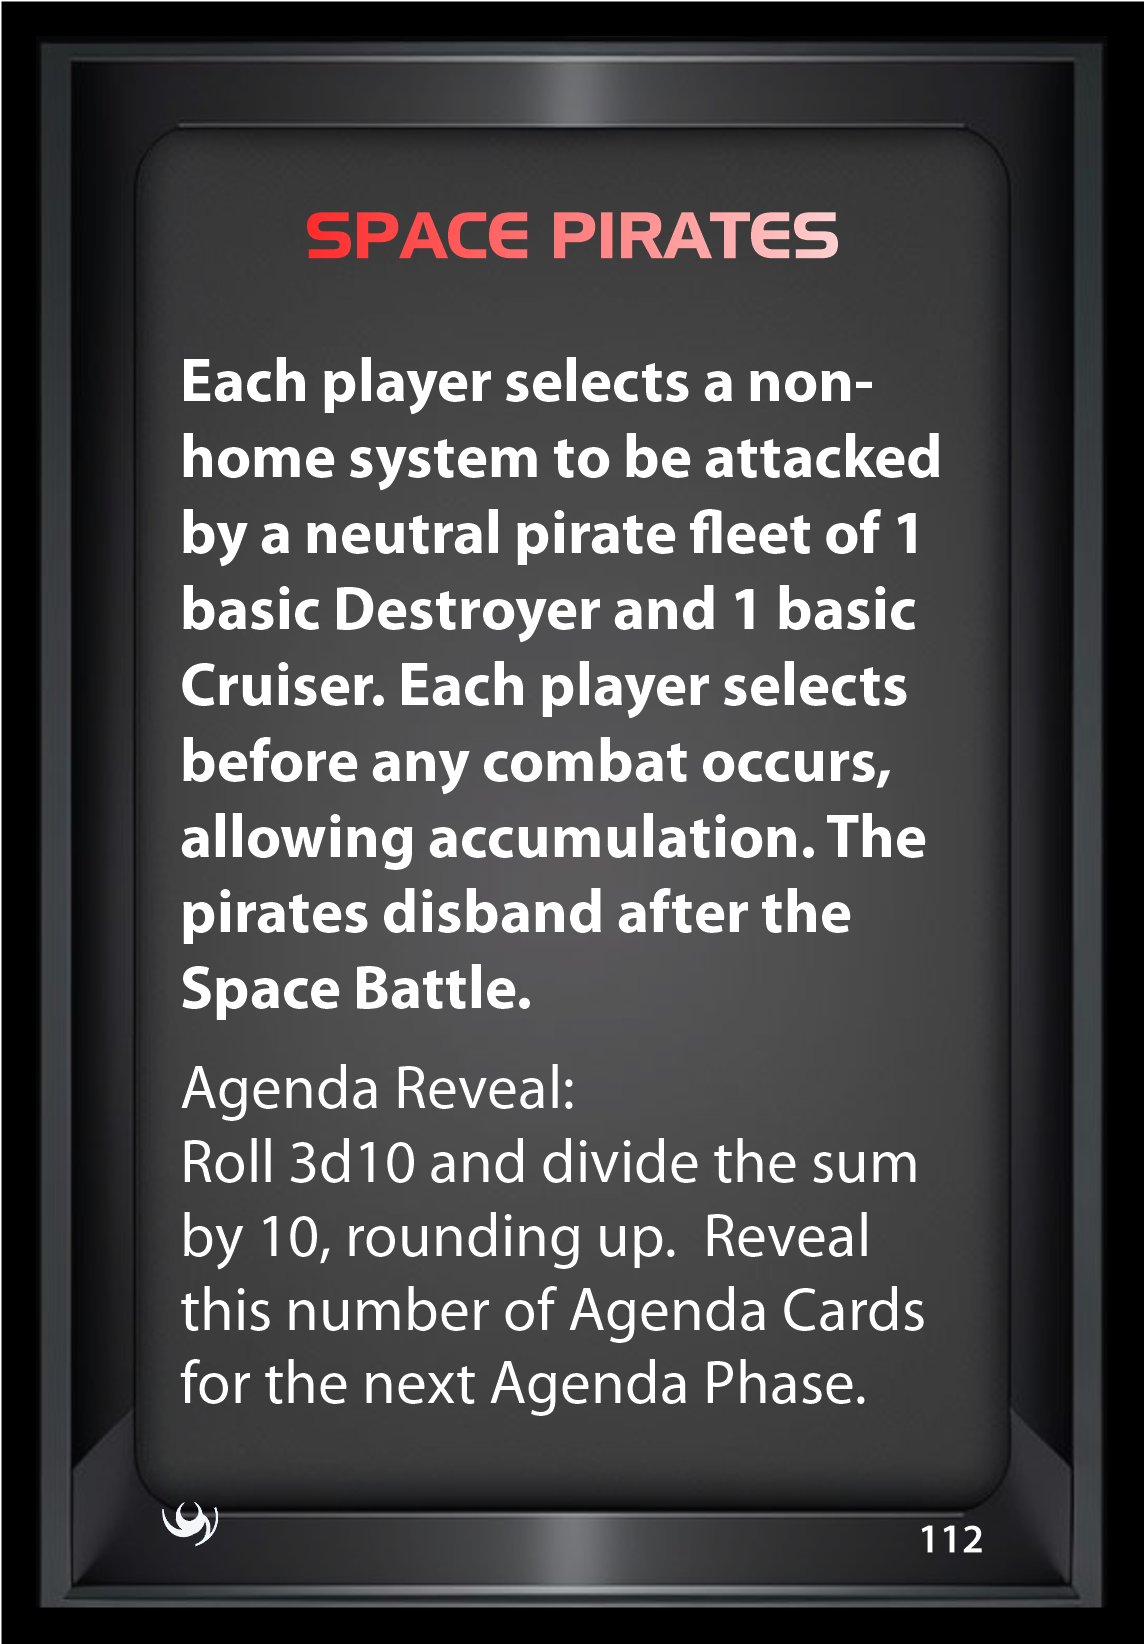 SPACE PIRATES
Each player selects a non-
home system to be attacked
by a neutral pirate fleet of 1
basic Destroyer and 1 basic
Cruiser. Each player selects
before any combat occurs,
allowing accumulation. The
pirates disband after the
Space Battle.
Agenda Reveal:
Roll 3d10 and divide the sum
by 10, rounding up.  Reveal
this number of Agenda Cards
for the next Agenda Phase.
112